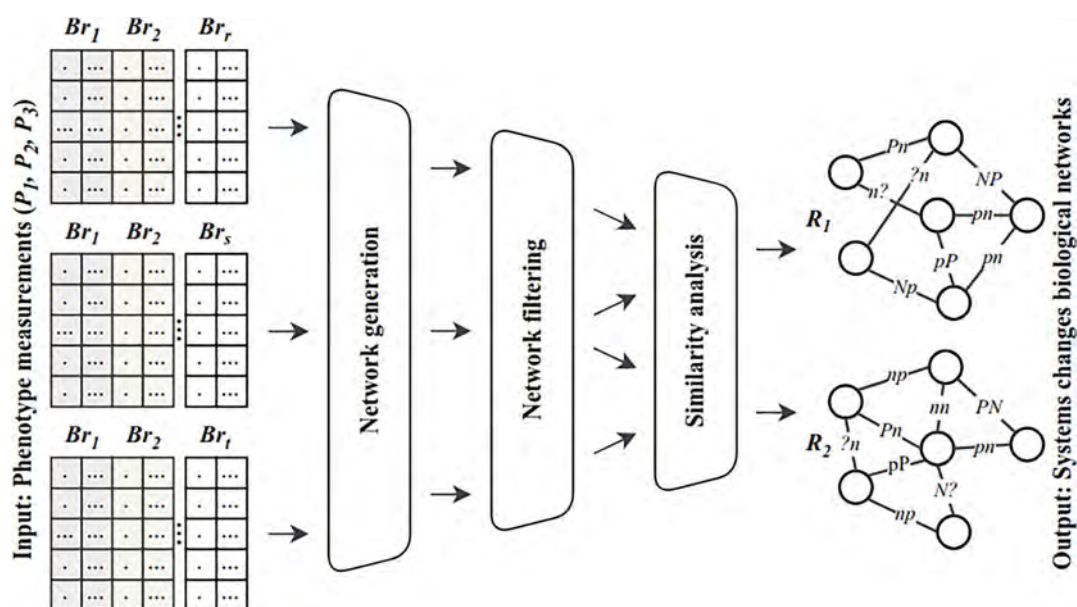 Input: Phenotype measurements (P1, P2, P3)
Br1 Br2 Brr
Br1 Br2 Brs
Br1 Br2 Brt
Network generation
Network filtering
Similarity analysis
R1
Pn
?n
n?
NP
pn
pP
pn
Np
R2
np
nn
PN
Pn
?n
pn
pP
N?
np
Output: Systems changes biological networks